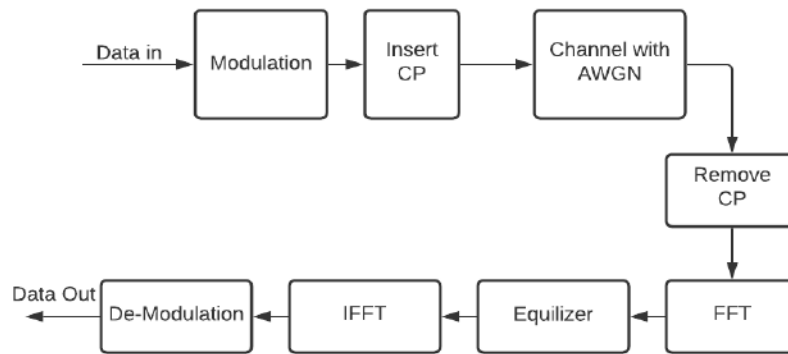 Data in
Modulation
Insert
CP
Channel with
AWGN
Remove
CP
FFT
Equilizer
IFFT
De-Modulation
Data Out